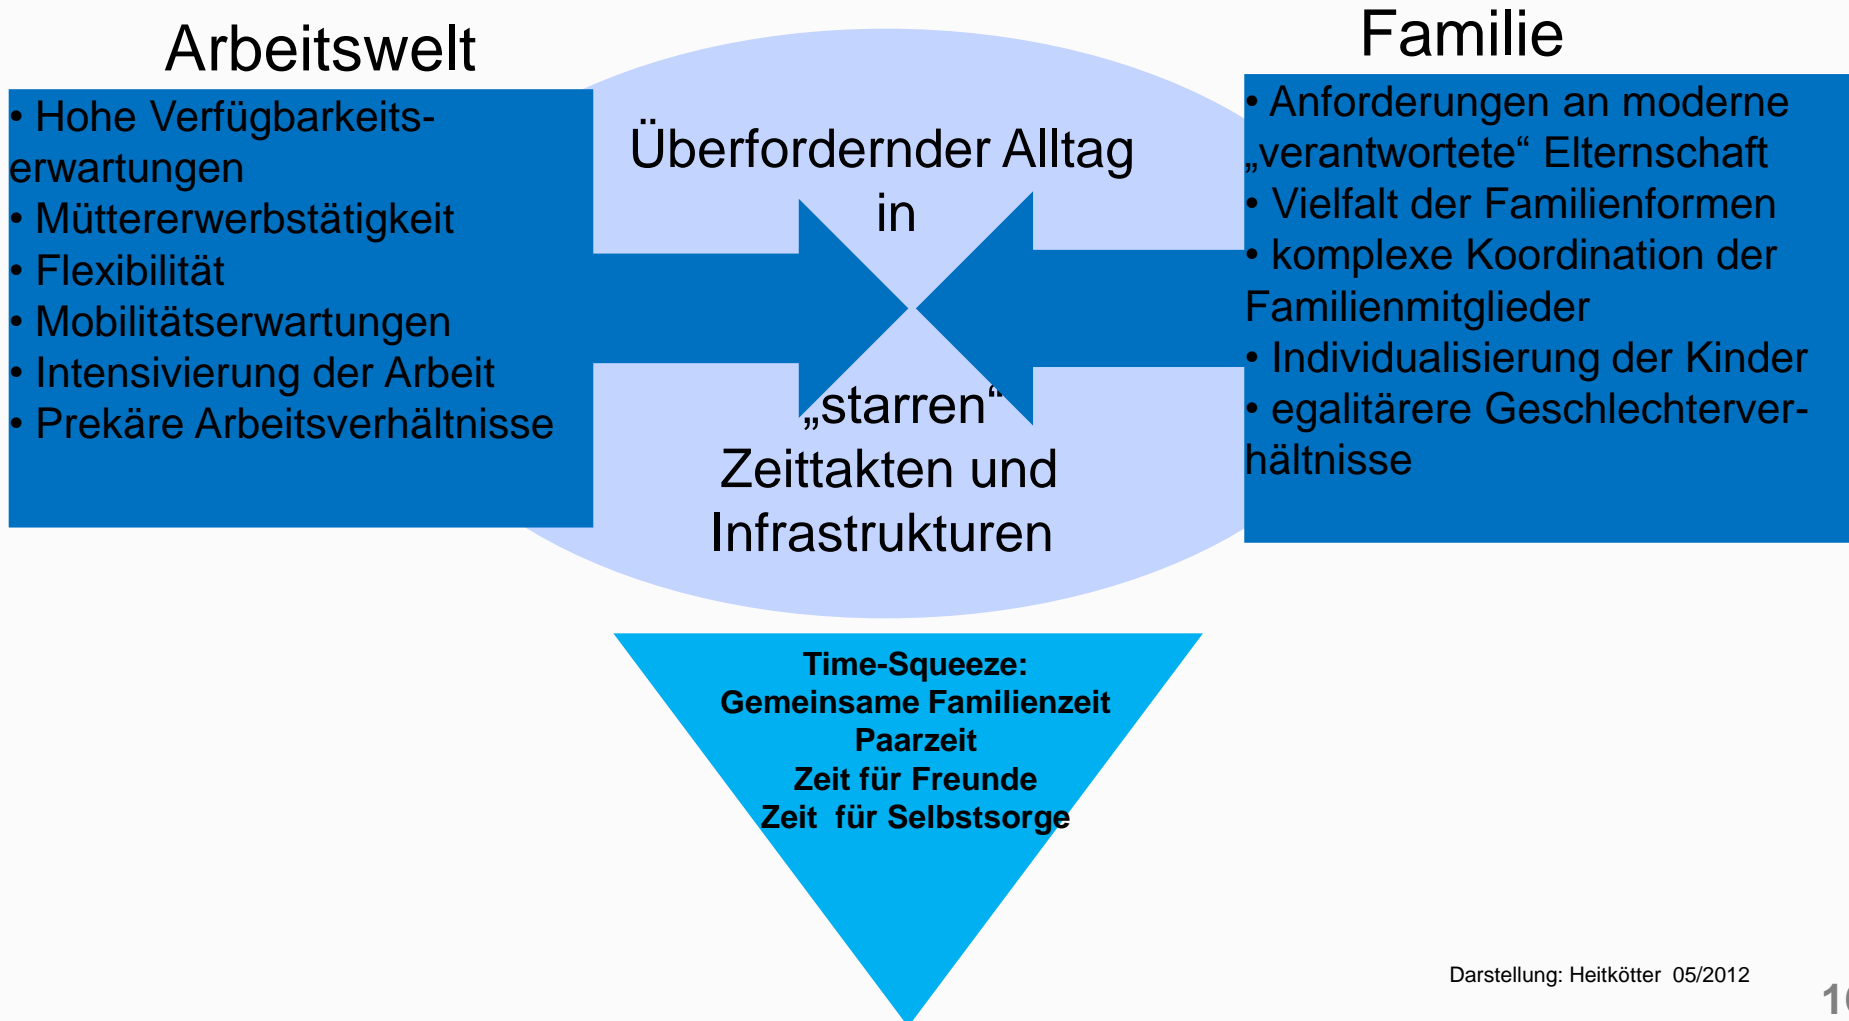 Arbeitswelt
• Hohe Verfügbarkeits-
erwartungen
• Müttererwerbstätigkeit
• Flexibilität
• Mobilitätserwartungen
• Intensivierung der Arbeit
• Prekäre Arbeitsverhältnisse
Überfordernder Alltag
in
„starren“
Zeittakten und
Infrastrukturen
Familie
• Anforderungen an moderne
„verantwortete“ Elternschaft
• Vielfalt der Familienformen
• komplexe Koordination der
Familienmitglieder
• Individualisierung der Kinder
• egalitärere Geschlechterver-
hältnisse
Time-Squeeze:
Gemeinsame Familienzeit
Paarzeit
Zeit für Freunde
Zeit für Selbstsorge
Darstellung: Heitkötter 05/2012